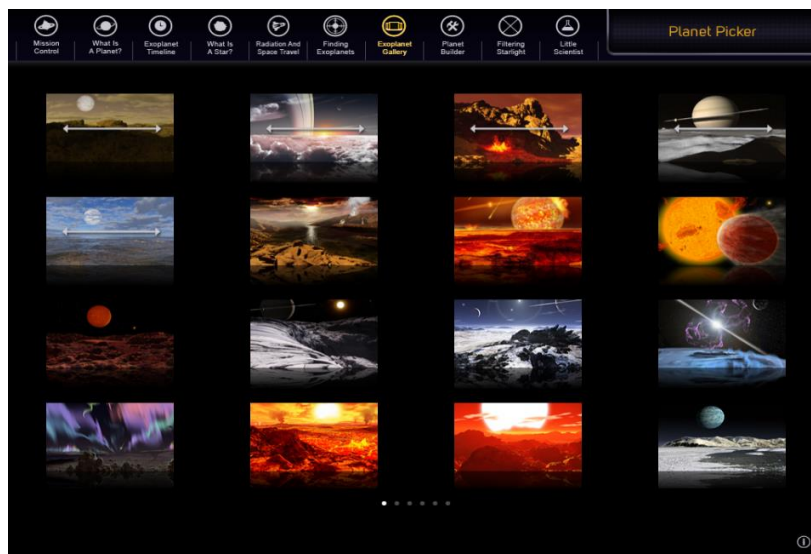 Mission
Control
What Is
A Planet?
Exoplanet
Timeline
What Is
A Star?
Radiation And
Space Travel
Finding
Exoplanets
Exoplanet
Gallery
Planet
Builder
Filtering
Starlight
Little
Scientist
Planet Picker